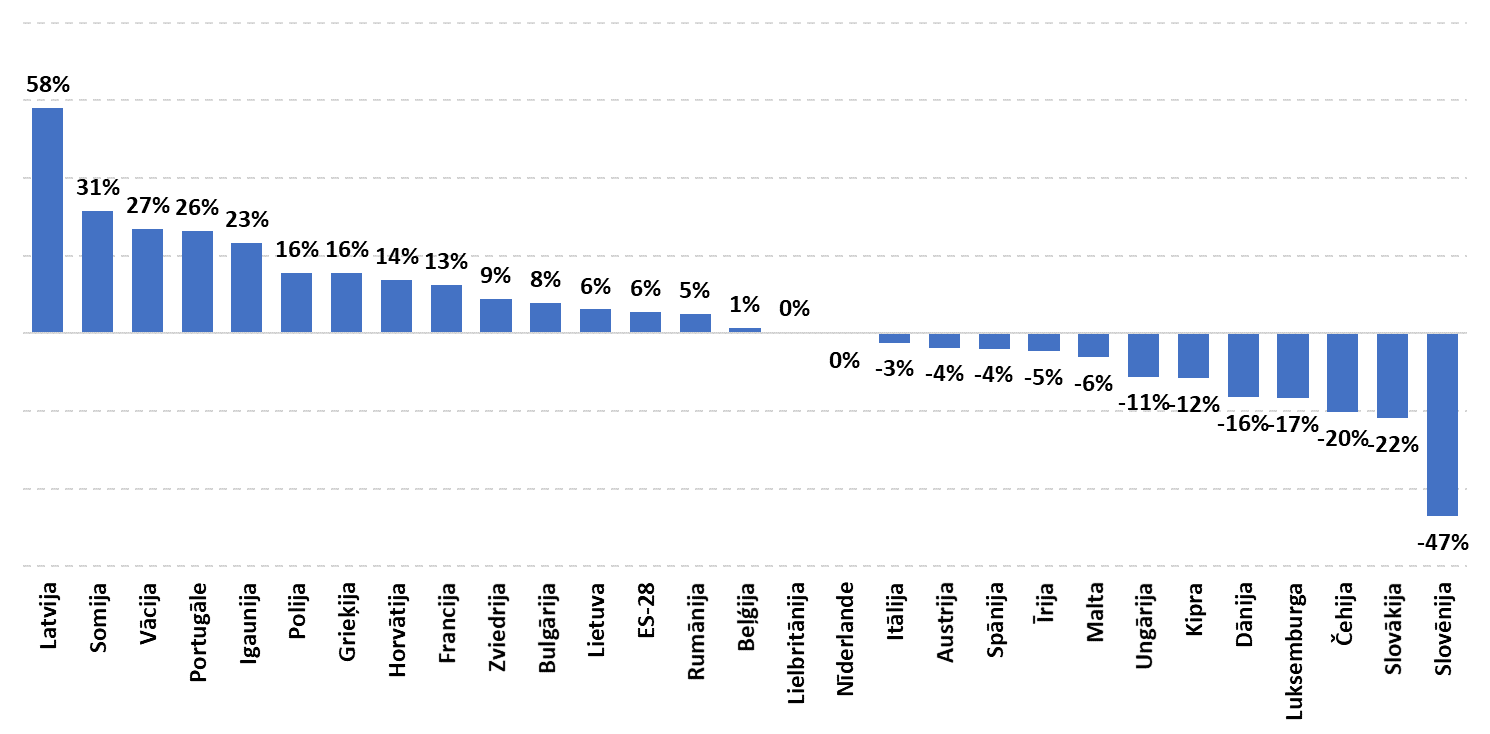 58%
31%
27%
26%
23%
16%
16%
14%
13%
9%
8%
6%
6%
5%
1%
0%
0%
-3%
-4%
-4%
-5%
-6%
-11%
-12%
-16%
-17%
-20%
-22%
-47%
Latvija
Somija
Vācija
Portugāle
Igaunija
Polija
Grieķija
Horvātija
Francija
Zviedrija
Bulgārija
Lietuva
ES-28
Rumānija
Beļģija
Lielbritānija
Nīderlande
Itālija
Austrija
Spānija
Īrija
Malta
Ungārija
Kipra
Dānija
Luksemburga
Čehija
Slovākija
Slovēnija